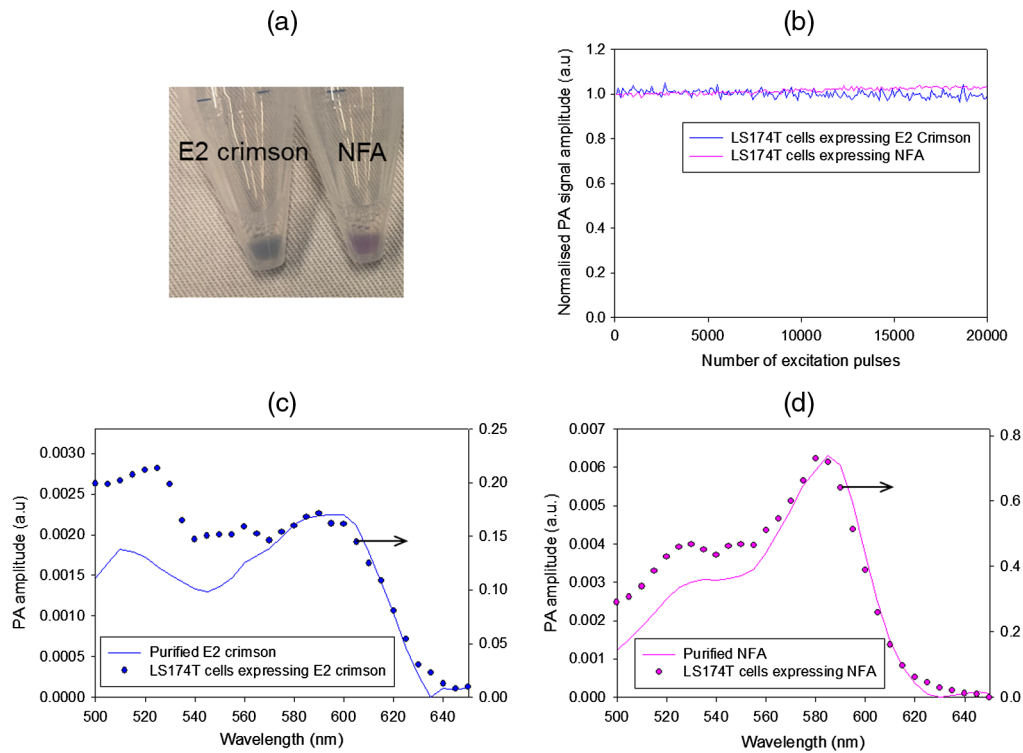 (a)
E2 crimson
NFA
(b)
Normalised PA signal amplitude (a.u)
1.2
1.0
0.8
0.6
0.4
0.2
0.0
LS174T cells expressing E2 Crimson
LS174T cells expressing NFA
0 5000 10000 15000 20000
Number of excitation pulses
(c)
PA amplitude (a.u)
0.0030
0.0025
0.0020
0.0015
0.0010
0.0005
0.0000
0.25
0.20
0.15
0.10
0.05
0.00
Purified E2 crimson
LS174T cells expressing E2 crimson
500 520 540 560 580 600 620 640
Wavelength (nm)
(d)
PA amplitude (a.u.)
0.007
0.006
0.005
0.004
0.003
0.002
0.001
0.000
0.8
0.6
0.4
0.2
0.0
Purified NFA
LS174T cells expressing NFA
500 520 540 560 580 600 620 640
Wavelength (nm)